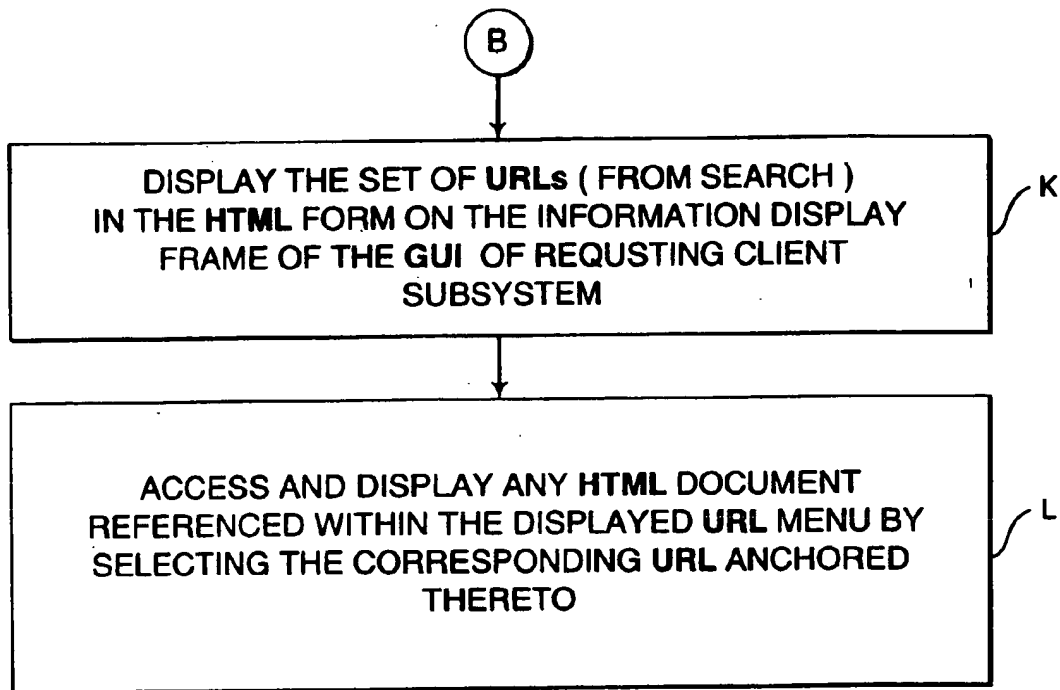 B
DISPLAY THE SET OF URLs ( FROM SEARCH )
K
IN THE HTML FORM ON THE INFORMATION DISPLAY
FRAME OF THE GUI OF REQUSTING CLIENT
SUBSYSTEM
ACCESS AND DISPLAY ANY HTML DOCUMENT
L
REFERENCED WITHIN THE DISPLAYED URL MENU BY
SELECTING THE CORRESPONDING URL ANCHORED
THERETO